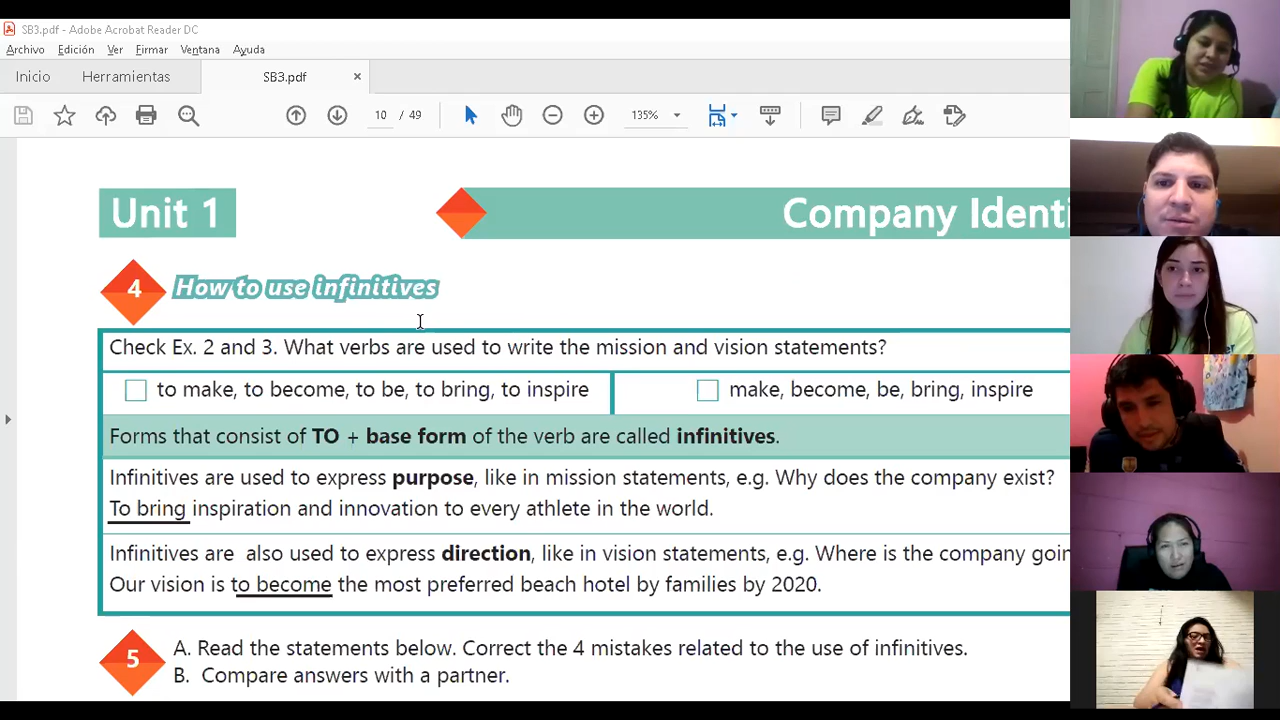 SB3.pdf - Adobe Acrobat Reader DC
Archivo Edición Ver Firmar Ventana Ayuda
Inicio Herramientas SB3.pdf ×
10 / 49 135%
Unit 1 Company Identi
4 How to use infinitives
Check Ex. 2 and 3. What verbs are used to write the mission and vision statements?
to make, to become, to be, to bring, to inspire make, become, be, bring, inspire
Forms that consist of TO + base form of the verb are called infinitives.
Infinitives are used to express purpose, like in mission statements, e.g. Why does the company exist?
To bring inspiration and innovation to every athlete in the world.
Infinitives are also used to express direction, like in vision statements, e.g. Where is the company goin
Our vision is to become the most preferred beach hotel by families by 2020.
5 A. Read the statements below. Correct the 4 mistakes related to the use of infinitives.
B. Compare answers with a partner.